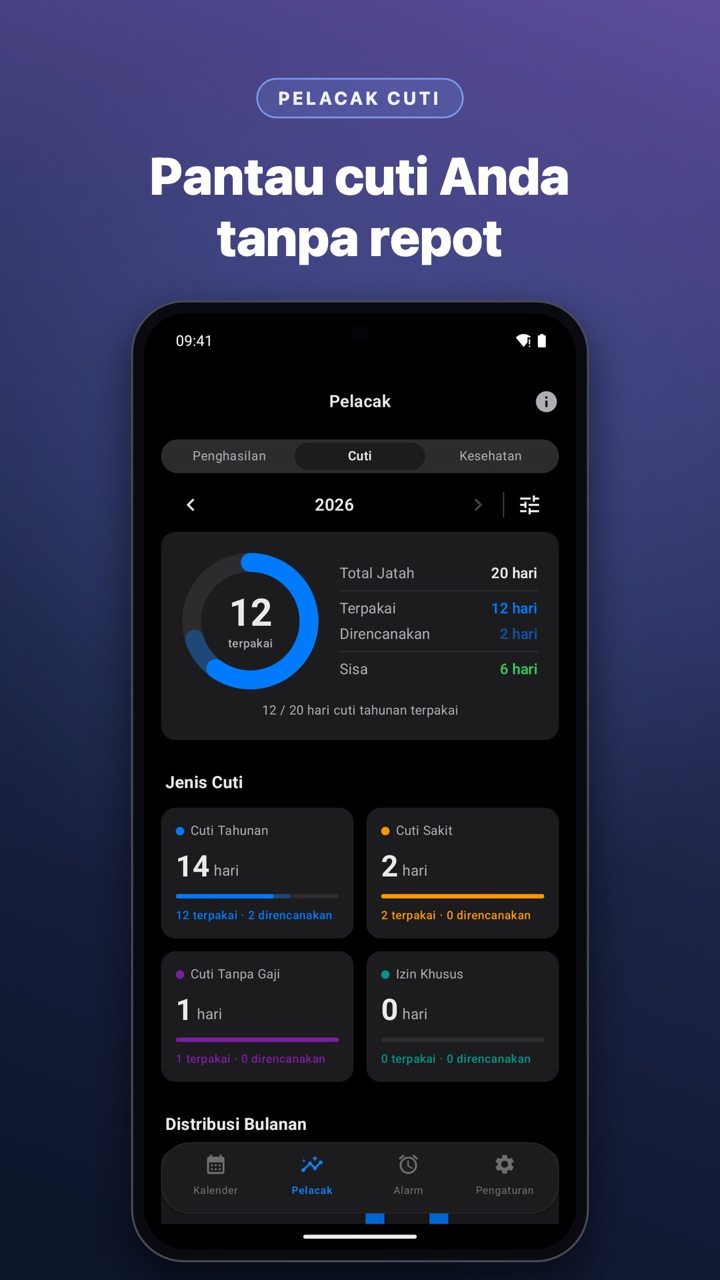 PELACAK CUTI
Pantau cuti Anda
tanpa repot
09:41
Pelacak
Penghasilan
Cuti
Kesehatan
2026
12
terpakai
Total Jatah 20 hari
Terpakai 12 hari
Direncanakan 2 hari
Sisa 6 hari
12 / 20 hari cuti tahunan terpakai
Jenis Cuti
Cuti Tahunan
14 hari
12 terpakai · 2 direncanakan
Cuti Sakit
2 hari
2 terpakai · 0 direncanakan
Cuti Tanpa Gaji
1 hari
1 terpakai · 0 direncanakan
Izin Khusus
0 hari
0 terpakai · 0 direncanakan
Distribusi Bulanan
Kalender
Pelacak
Alarm
Pengaturan